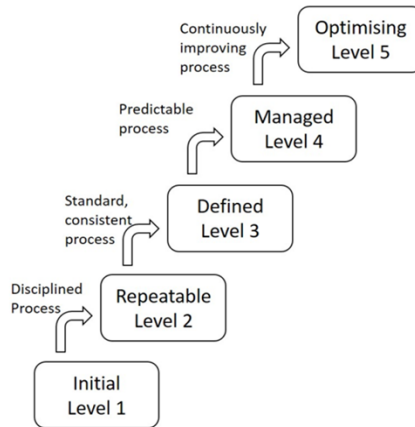 Continuously
improving
process
Optimising
Level 5
Predictable
process
Managed
Level 4
Standard,
consistent
process
Defined
Level 3
Disciplined
Process
Repeatable
Level 2
Initial
Level 1